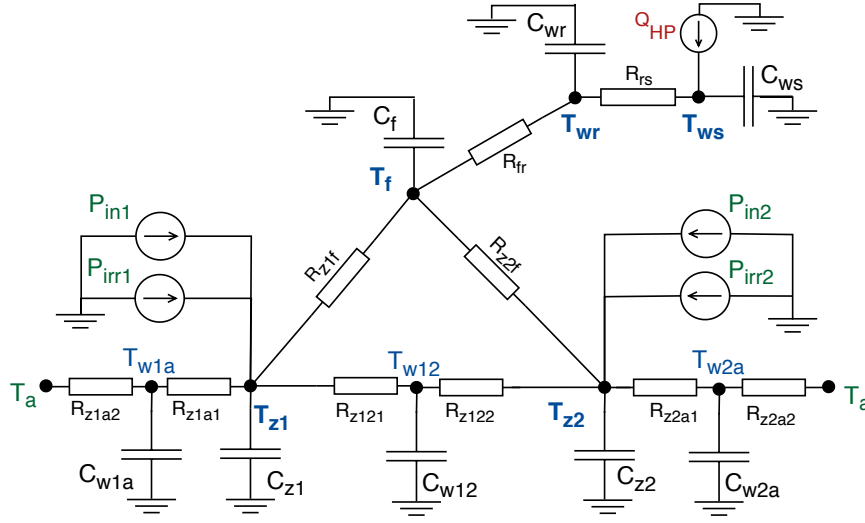 Q_HP
C_wr
R_rs
C_ws
T_wr
T_ws
C_f
R_fr
T_f
P_in1
P_in2
R_z1f
R_z2f
P_irr1
P_irr2
T_w1a
T_w12
T_w2a
T_a
T_a
R_z1a2
R_z1a1
T_z1
R_z121
R_z122
T_z2
R_z2a1
R_z2a2
C_w1a
C_z1
C_w12
C_z2
C_w2a